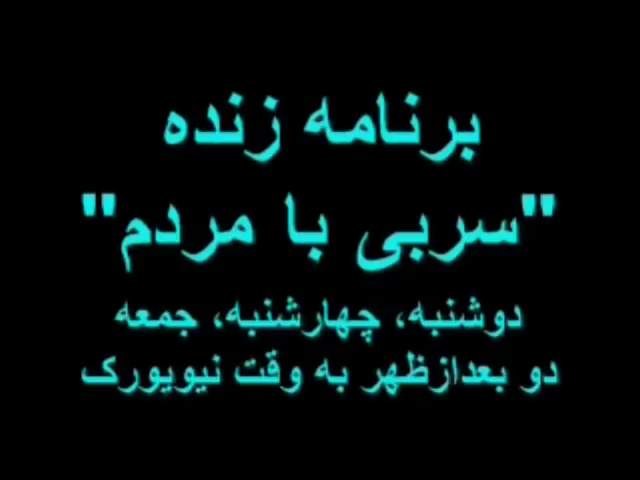 برنامه زنده
"سربی با مردم"
دوشنبه، چهارشنبه، جمعه
دو بعدازظهر به وقت نیویورک